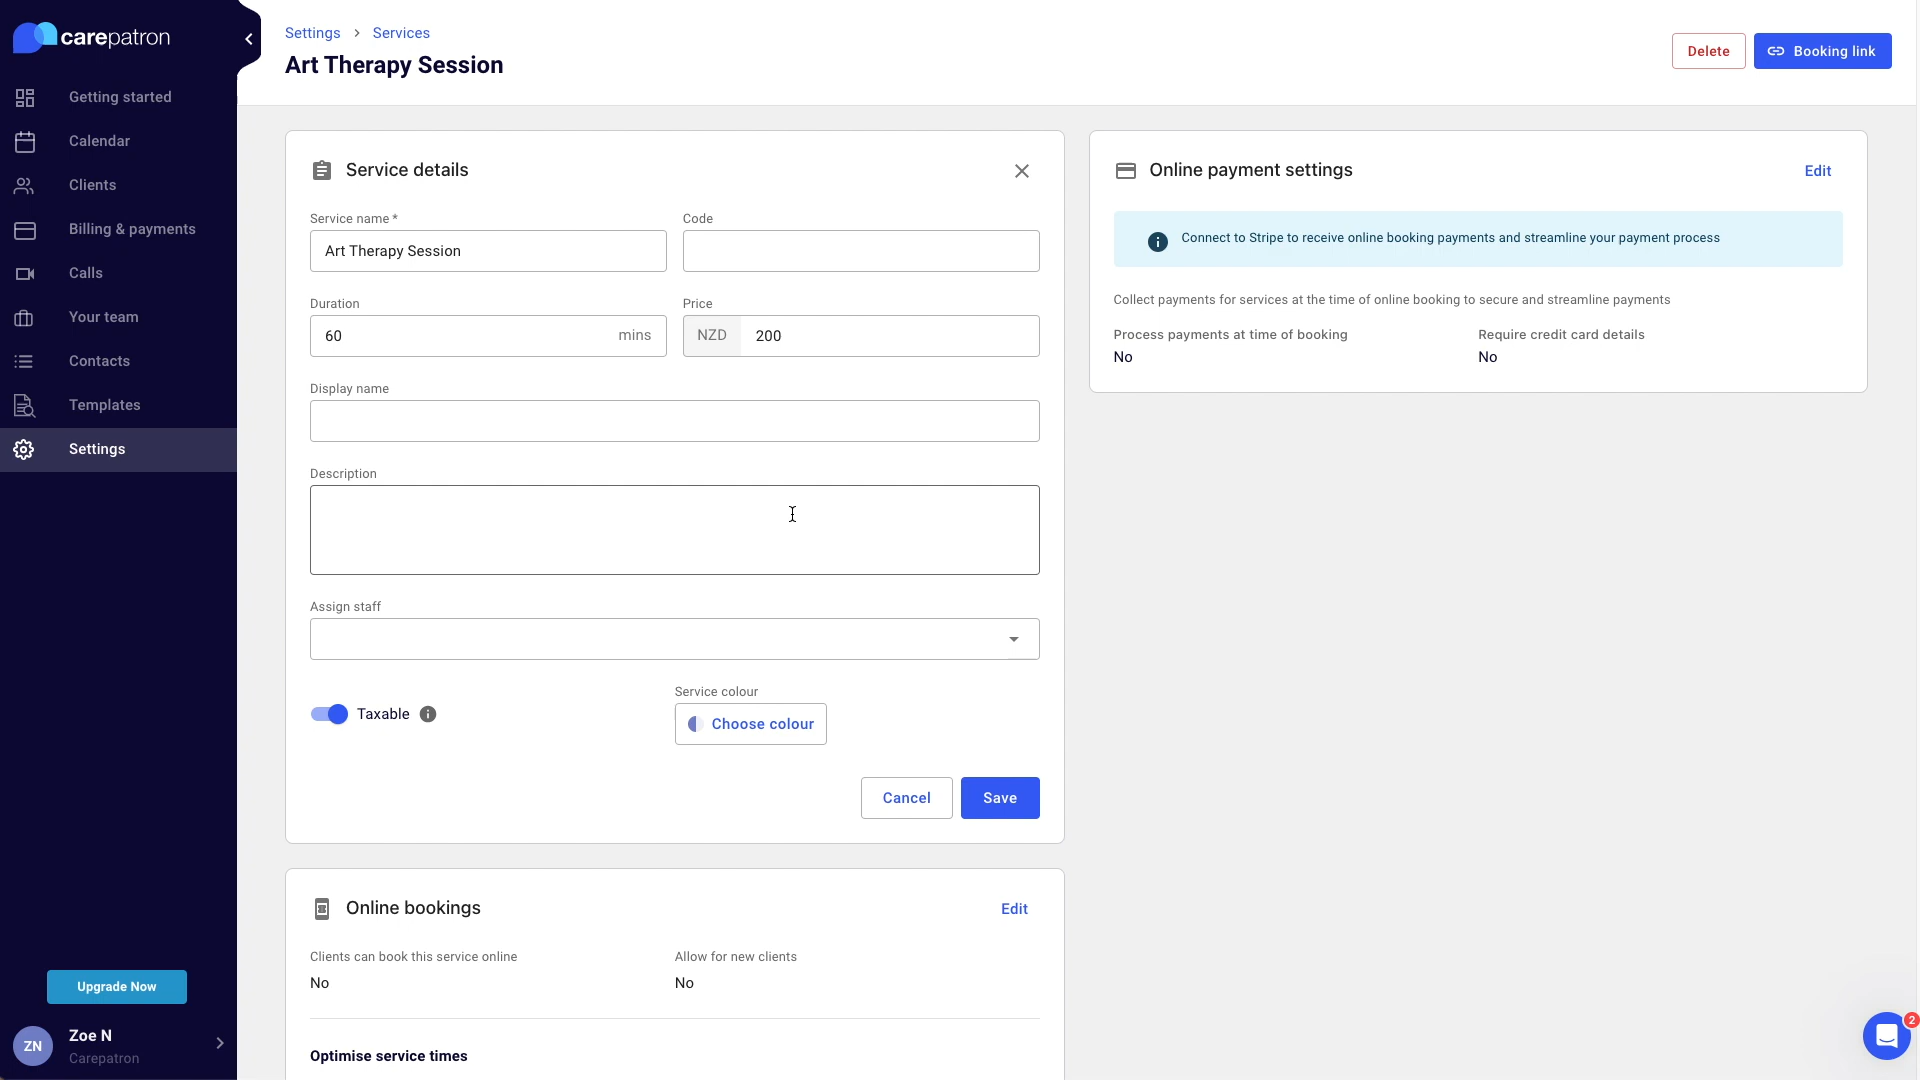 carepatron
Getting started
Calendar
Clients
Billing & payments
Calls
Your team
Contacts
Templates
Settings
Upgrade Now
ZN
Zoe N
Carepatron
Settings > Services
Art Therapy Session
Delete
Booking link
Service details
Service name *
Code
Art Therapy Session
Duration
Price
60 mins
NZD 200
Display name
Description
Assign staff
Taxable
Service colour
Choose colour
Cancel
Save
Online bookings
Edit
Clients can book this service online
Allow for new clients
No
No
Optimise service times
Online payment settings
Edit
Connect to Stripe to receive online booking payments and streamline your payment process
Collect payments for services at the time of online booking to secure and streamline payments
Process payments at time of booking
Require credit card details
No
No
2